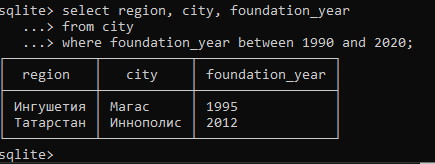 sqlite> select region, city, foundation_year
   ...> from city
   ...> where foundation_year between 1990 and 2020;
region city foundation_year
Ингушетия Магас 1995
Татарстан Иннополис 2012
sqlite>